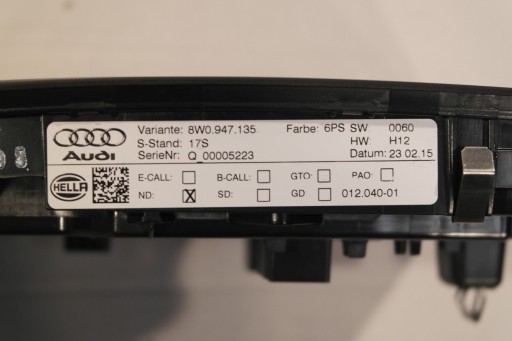 Variante: 8W0.947.135 Farbe: 6PS SW 0060
S-Stand: 17S HW: H12
Audi SerieNr: Q_00005223 Datum: 23.02.15
HELLA E-CALL: B-CALL: GTO: PAO:
ND: X SD: GD 012.040-01